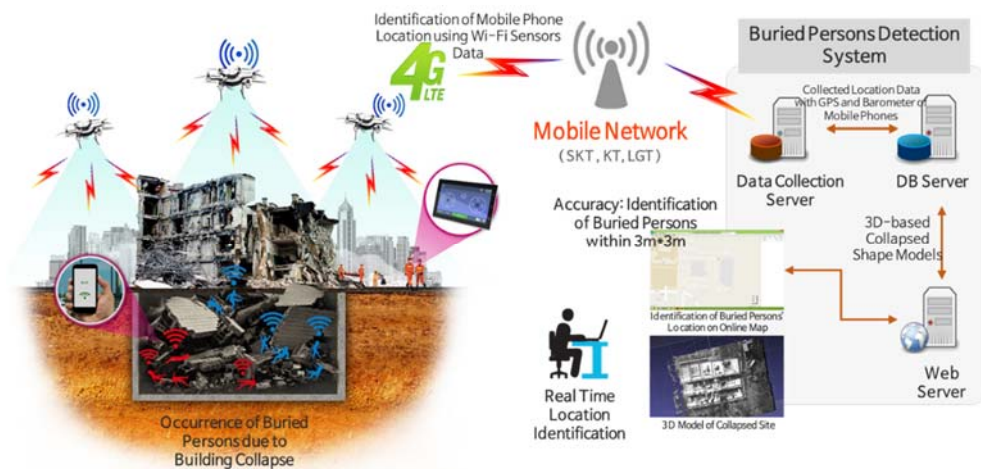 Identification of Mobile Phone
Location using Wi-Fi Sensors
Data
4G
LTE
Mobile Network
(SKT, KT, LGT)
Buried Persons Detection
System
Collected Location Data
with GPS and Barometer of
Mobile Phones
Data Collection
Server
DB Server
3D-based
Collapsed
Shape Models
Web
Server
Accuracy: Identification
of Buried Persons
within 3m*3m
Identification of Buried Persons'
Location on Online Map
3D Model of Collapsed Site
Real Time
Location
Identification
Occurrence of Buried
Persons due to
Building Collapse